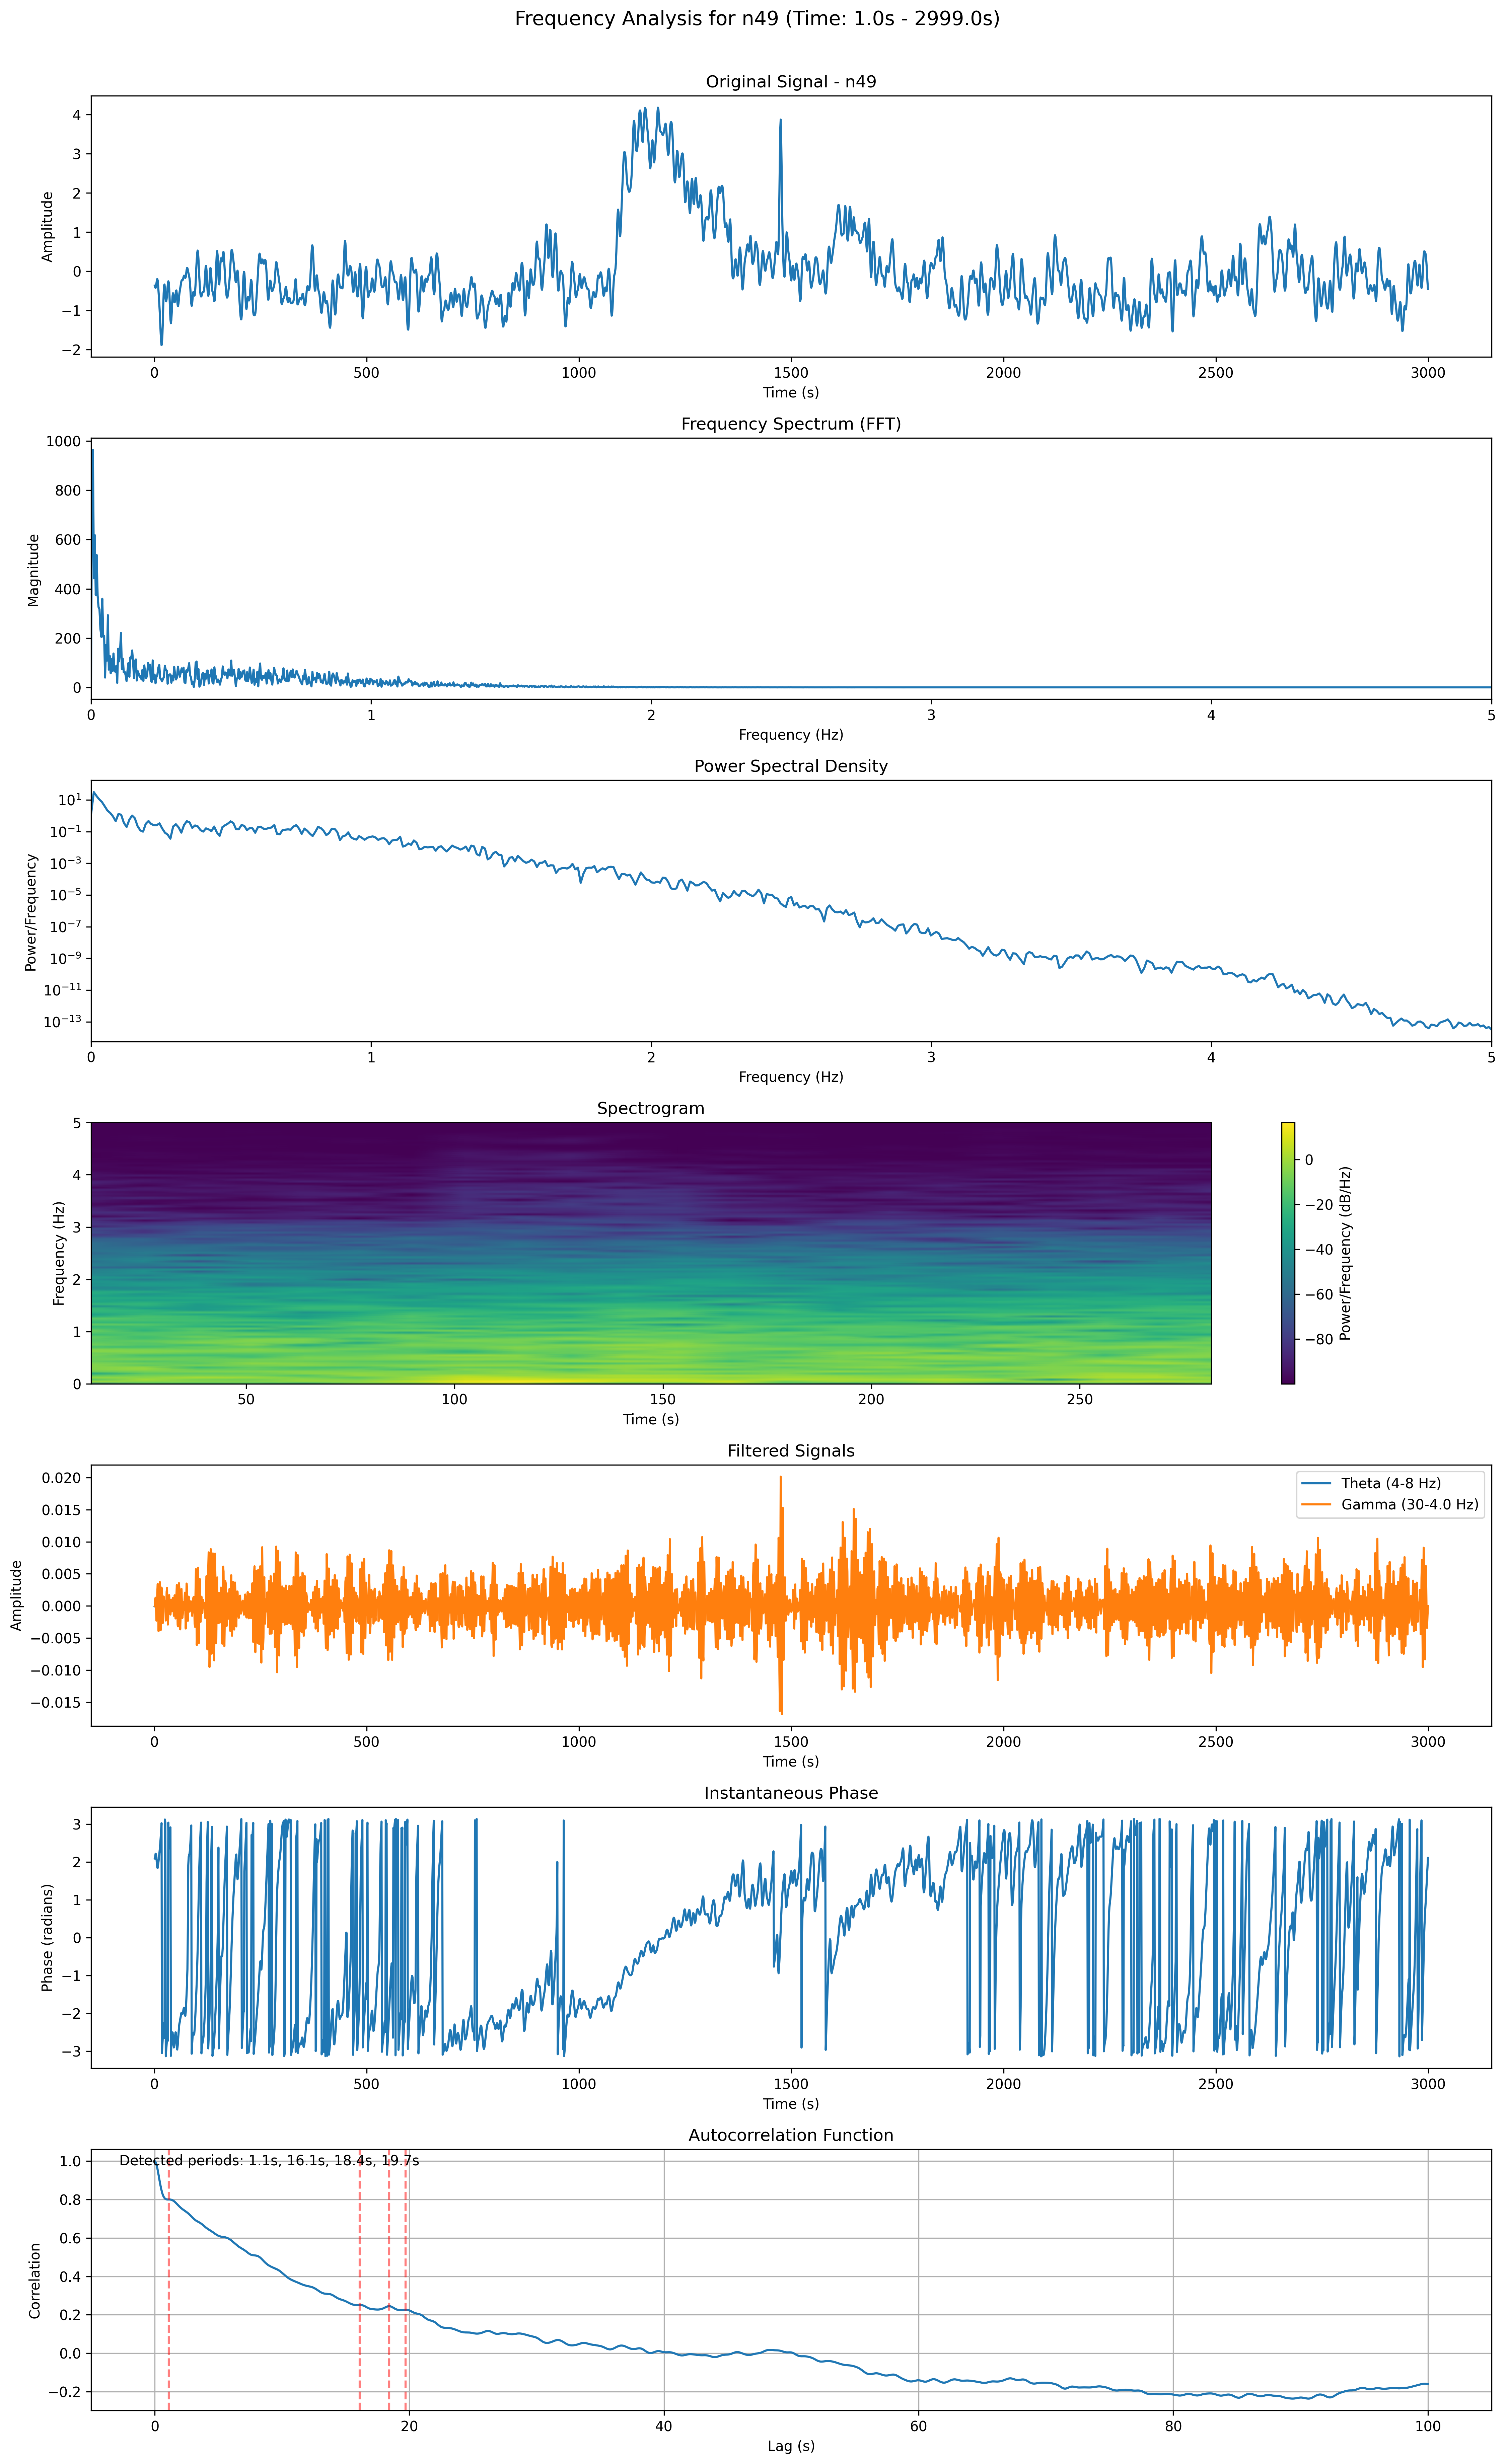 Frequency Analysis for n49 (Time: 1.0s - 2999.0s)
Original Signal - n49
Amplitude
4
3
2
1
0
−1
−2
0 500 1000 1500 2000 2500 3000
Time (s)
Frequency Spectrum (FFT)
Magnitude
1000
800
600
400
200
0
0 1 2 3 4 5
Frequency (Hz)
Power Spectral Density
Power/Frequency
10¹
10⁻¹
10⁻³
10⁻⁵
10⁻⁷
10⁻⁹
10⁻¹¹
10⁻¹³
0 1 2 3 4 5
Frequency (Hz)
Spectrogram
Frequency (Hz)
5
4
3
2
1
0
50 100 150 200 250
Time (s)
0
−20
−40
−60
−80
Power/Frequency (dB/Hz)
Filtered Signals
Theta (4-8 Hz)
Gamma (30-4.0 Hz)
Amplitude
0.020
0.015
0.010
0.005
0.000
−0.005
−0.010
−0.015
0 500 1000 1500 2000 2500 3000
Time (s)
Instantaneous Phase
Phase (radians)
3
2
1
0
−1
−2
−3
0 500 1000 1500 2000 2500 3000
Time (s)
Autocorrelation Function
Detected periods: 1.1s, 16.1s, 18.4s, 19.7s
Correlation
1.0
0.8
0.6
0.4
0.2
0.0
−0.2
0 20 40 60 80 100
Lag (s)